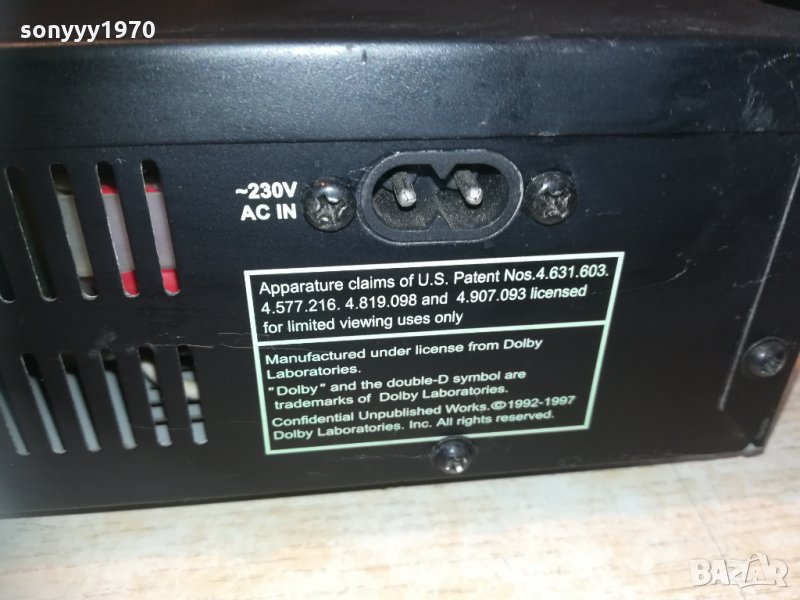 sonyyy1970
~230V
AC IN
Apparature claims of U.S. Patent Nos.4.631.603.
4.577.216. 4.819.098 and 4.907.093 licensed
for limited viewing uses only
Manufactured under license from Dolby
Laboratories.
"Dolby" and the double-D symbol are
trademarks of Dolby Laboratories.
Confidential Unpublished Works.©1992-1997
Dolby Laboratories. Inc. All rights reserved.
BAZAR